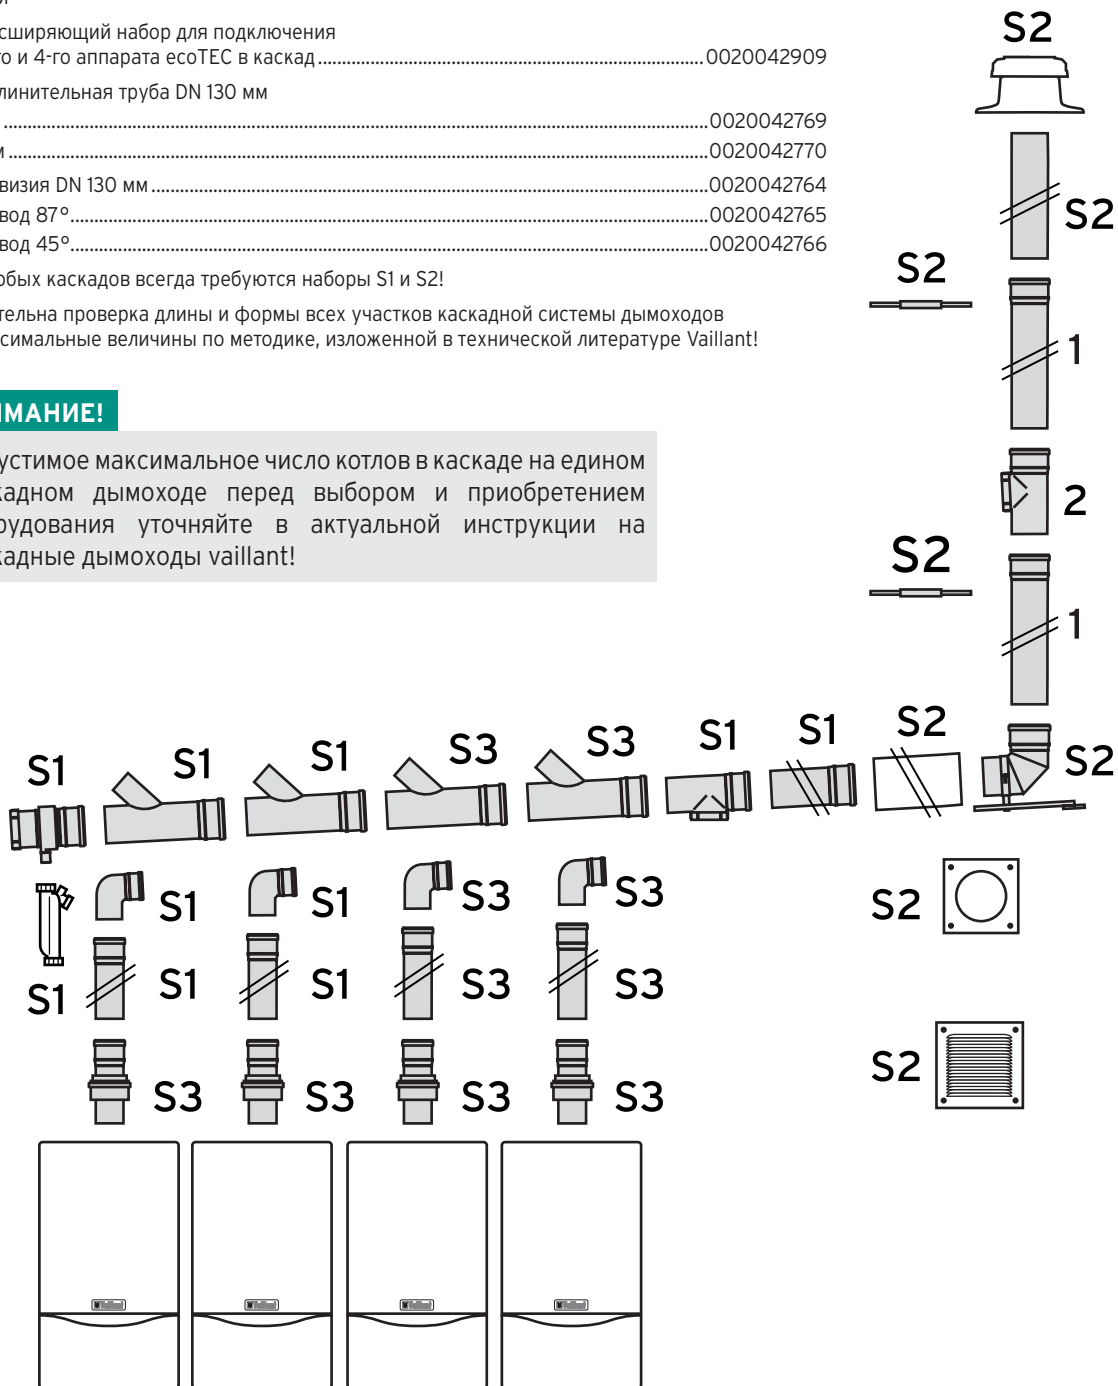 сширяющий набор для подключения
го и 4-го аппарата ecoTEC в каскад ... 0020042909
линительная труба DN 130 мм
... 0020042769
м ... 0020042770
визия DN 130 мм ... 0020042764
вод 87° ... 0020042765
вод 45° ... 0020042766
обых каскадов всегда требуются наборы S1 и S2!
тельна проверка длины и формы всех участков каскадной системы дымоходов
симальные величины по методике, изложенной в технической литературе Vaillant!
ИМАНИЕ!
устимое максимальное число котлов в каскаде на едином
кадном дымоходе перед выбором и приобретением
рудования уточняйте в актуальной инструкции на
кадные дымоходы vaillant!
S2
S2
S2
1
2
S2
1
S1 S1 S1 S3 S3 S1 S1 S2 S2
S1 S1 S3 S3 S2
S1 S1 S1 S3 S3
S3 S3 S3 S3 S2
Vaillant Vaillant Vaillant Vaillant